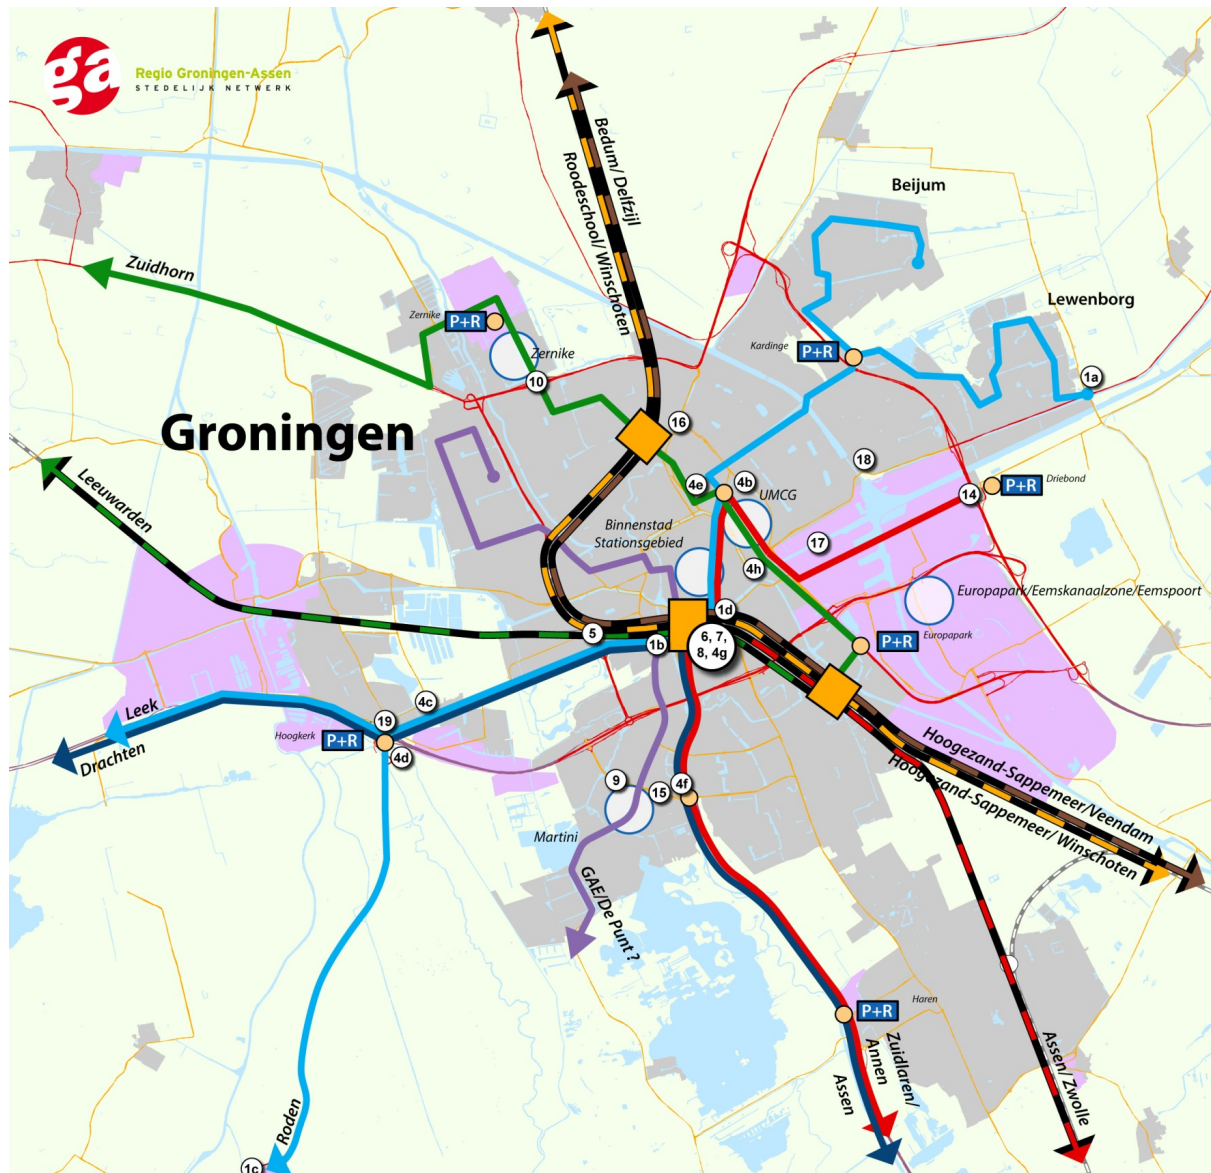 ga
Regio Groningen-Assen
STEDELIJK NETWERK
Bedum/ Delfzijl
Roodeschool/ Winschoten
Beijum
Zuidhorn
Lewenborg
Zernike
P+R
Zernike
Kardinge
P+R
1a
10
Groningen
16
18
4e
4b
UMCG
14
P+R
Driebond
Leeuwarden
Binnenstad
Stationsgebied
17
4h
Europapark/Eemskanaalzone/Eemspoort
1d
5
1b
6, 7,
8, 4g
P+R
Europapark
Leek
Drachten
4c
19
Hoogkerk
P+R
4d
Hoogezand-Sappemeer/Veendam
Hoogezand-Sappemeer/ Winschoten
9
15
4f
Martini
GAE/De Punt ?
P+R
Haren
Zuidlaren/
Annen
Assen
Assen/ Zwolle
Roden
1c